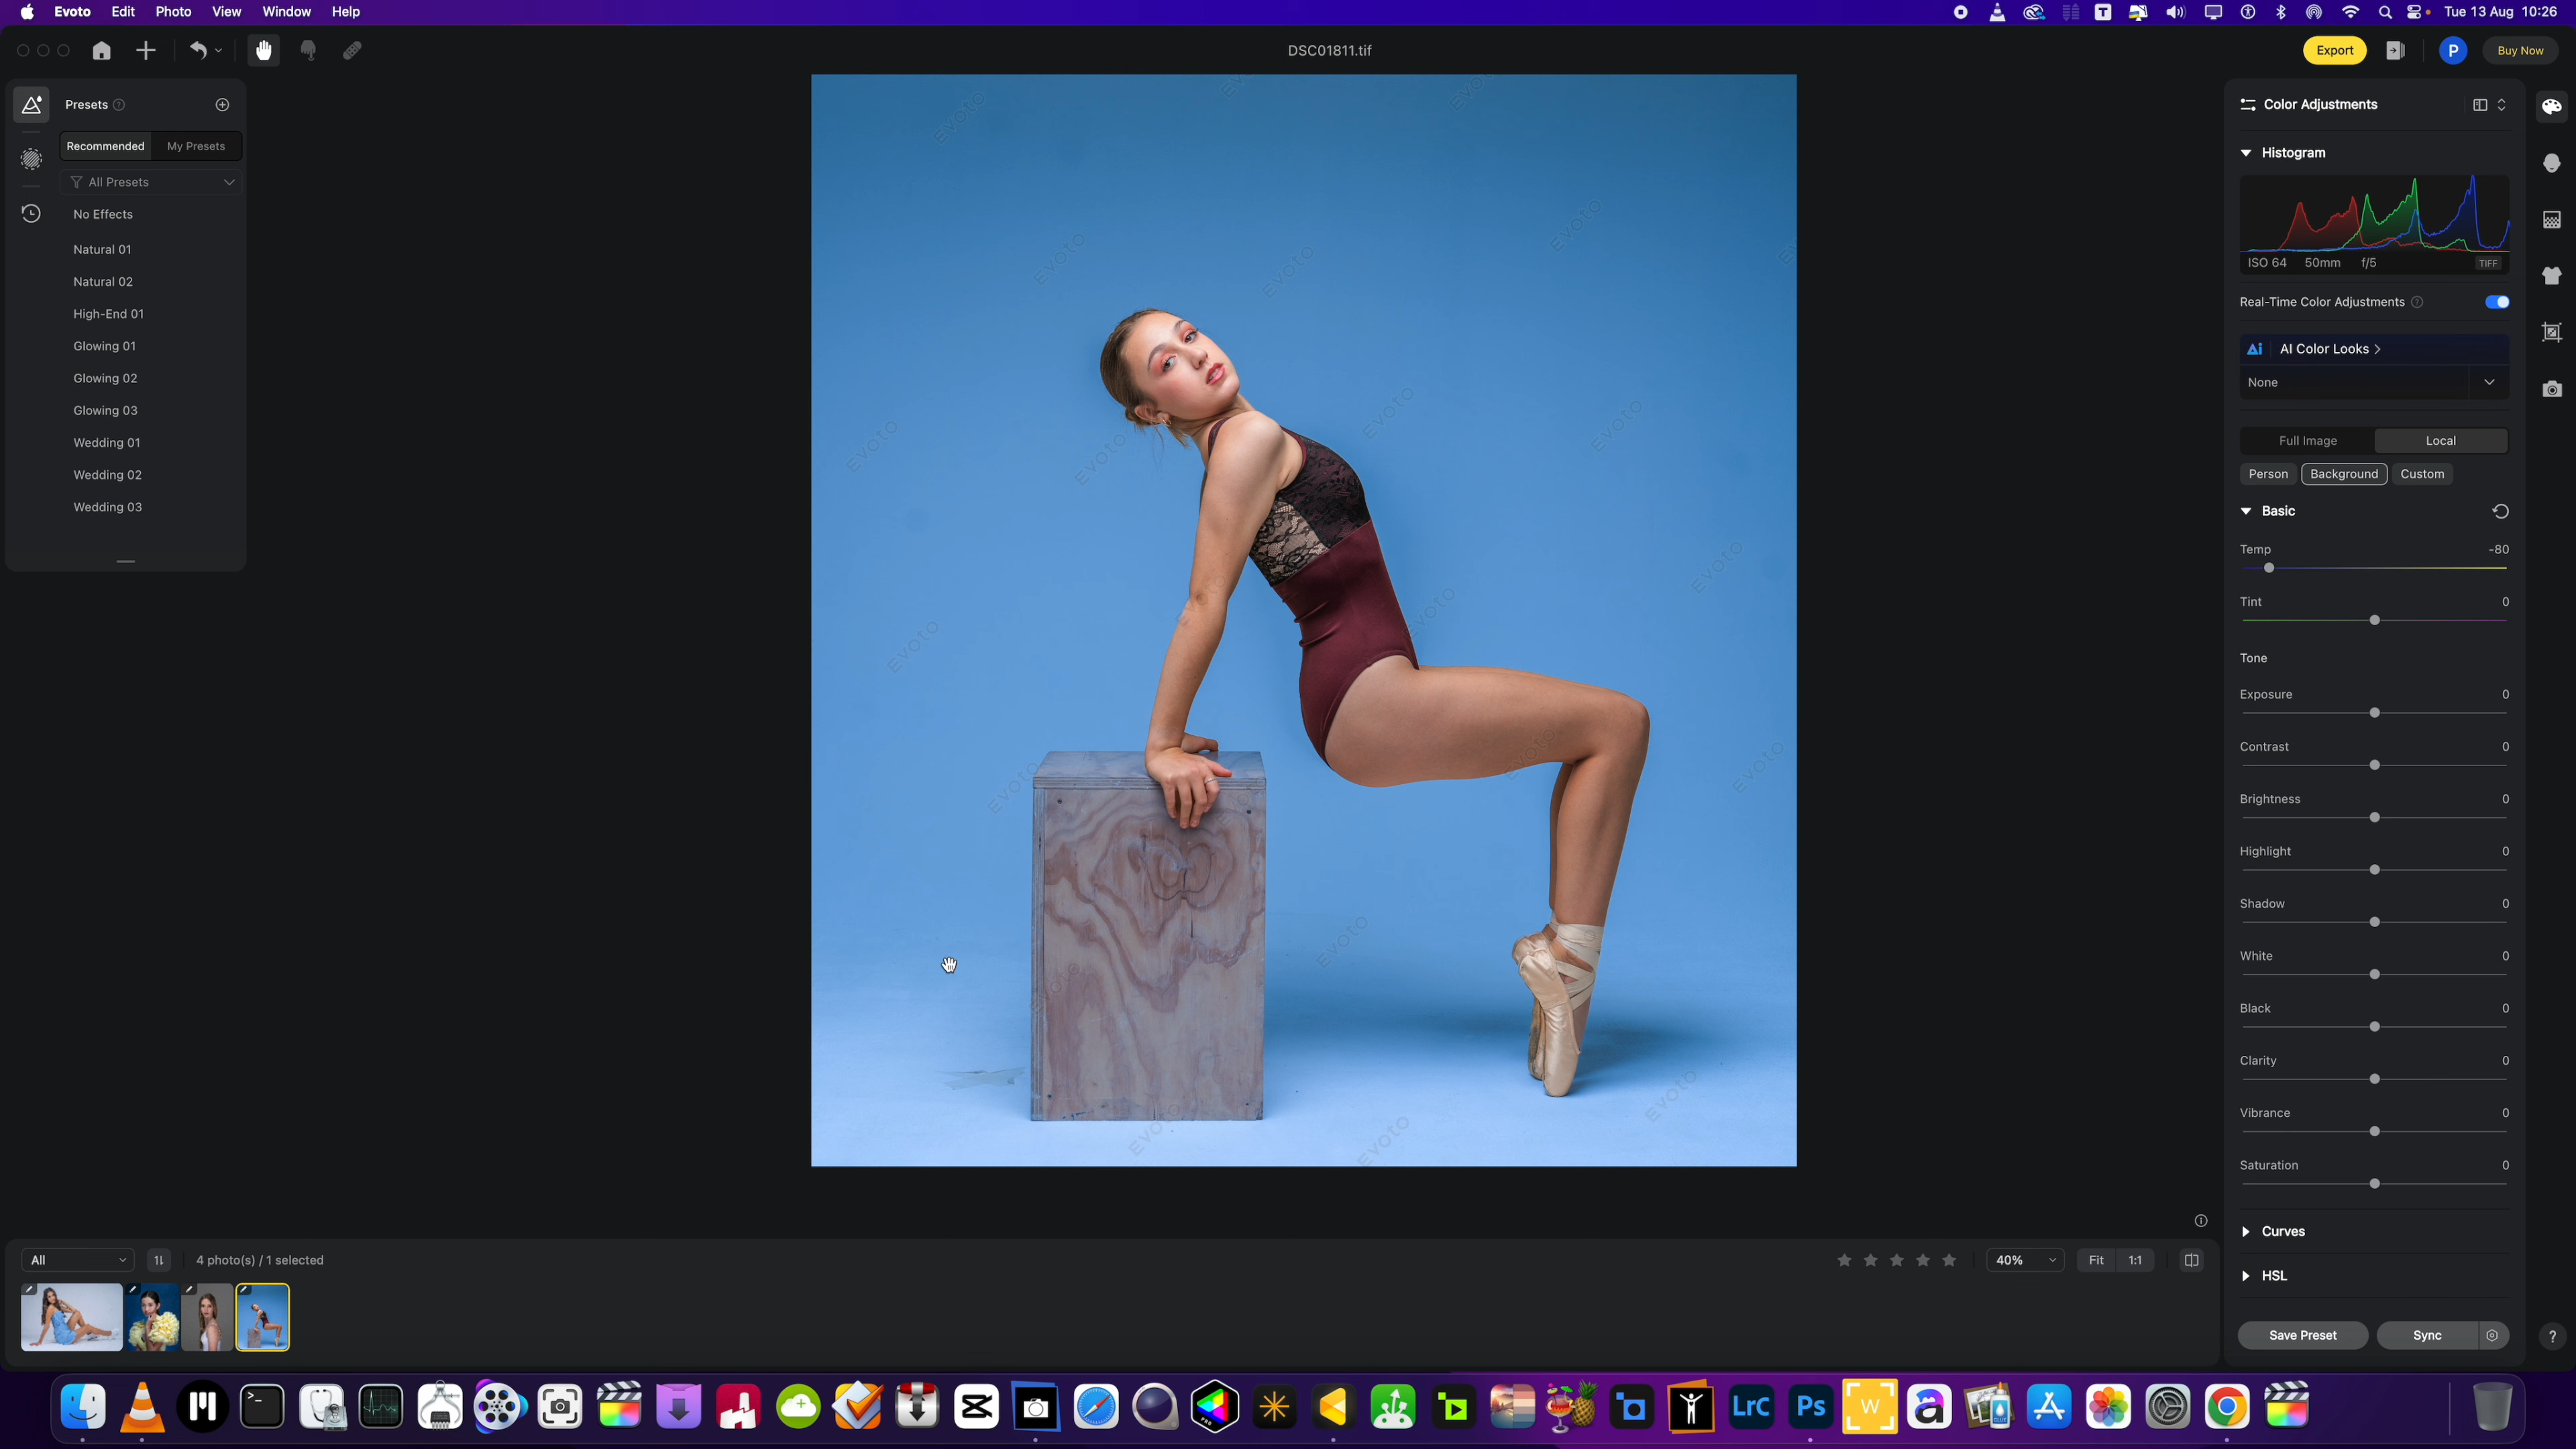 Evoto Edit Photo View Window Help
Tue 13 Aug 10:26
DSC01811.tif
Export
P
Buy Now
Presets
Recommended My Presets
All Presets
No Effects
Natural 01
Natural 02
High-End 01
Glowing 01
Glowing 02
Glowing 03
Wedding 01
Wedding 02
Wedding 03
Evoto
Color Adjustments
Histogram
ISO 64 50mm f/5 TIFF
Real-Time Color Adjustments
Ai AI Color Looks >
None
Full Image Local
Person Background Custom
Basic
Temp -80
Tint 0
Tone
Exposure 0
Contrast 0
Brightness 0
Highlight 0
Shadow 0
White 0
Black 0
Clarity 0
Vibrance 0
Saturation 0
Curves
HSL
Save Preset Sync
?
All
4 photo(s) / 1 selected
40%
Fit 1:1
PRO
LrC
Ps
W
a